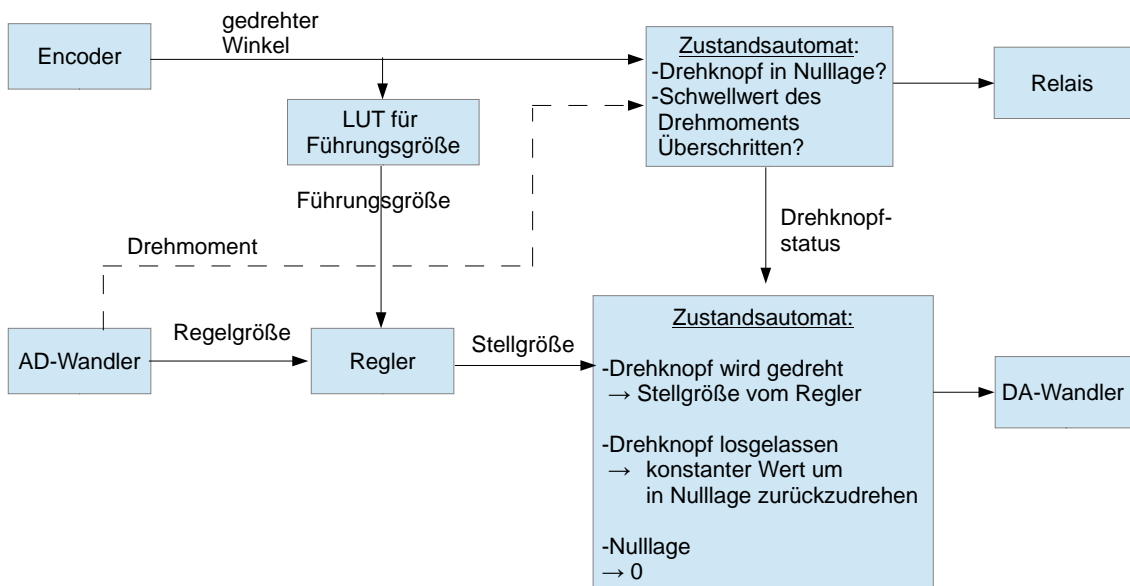 gedrehter
Winkel
Encoder
Zustandsautomat:
-Drehknopf in Nulllage?
-Schwellwert des
Drehmoments
Überschritten?
Relais
LUT für
Führungsgröße
Führungsgröße
Drehmoment
Drehknopf-
status
AD-Wandler
Regelgröße
Regler
Stellgröße
Zustandsautomat:
-Drehknopf wird gedreht
→ Stellgröße vom Regler
-Drehknopf losgelassen
→ konstanter Wert um
in Nulllage zurückzudrehen
-Nulllage
→ 0
DA-Wandler